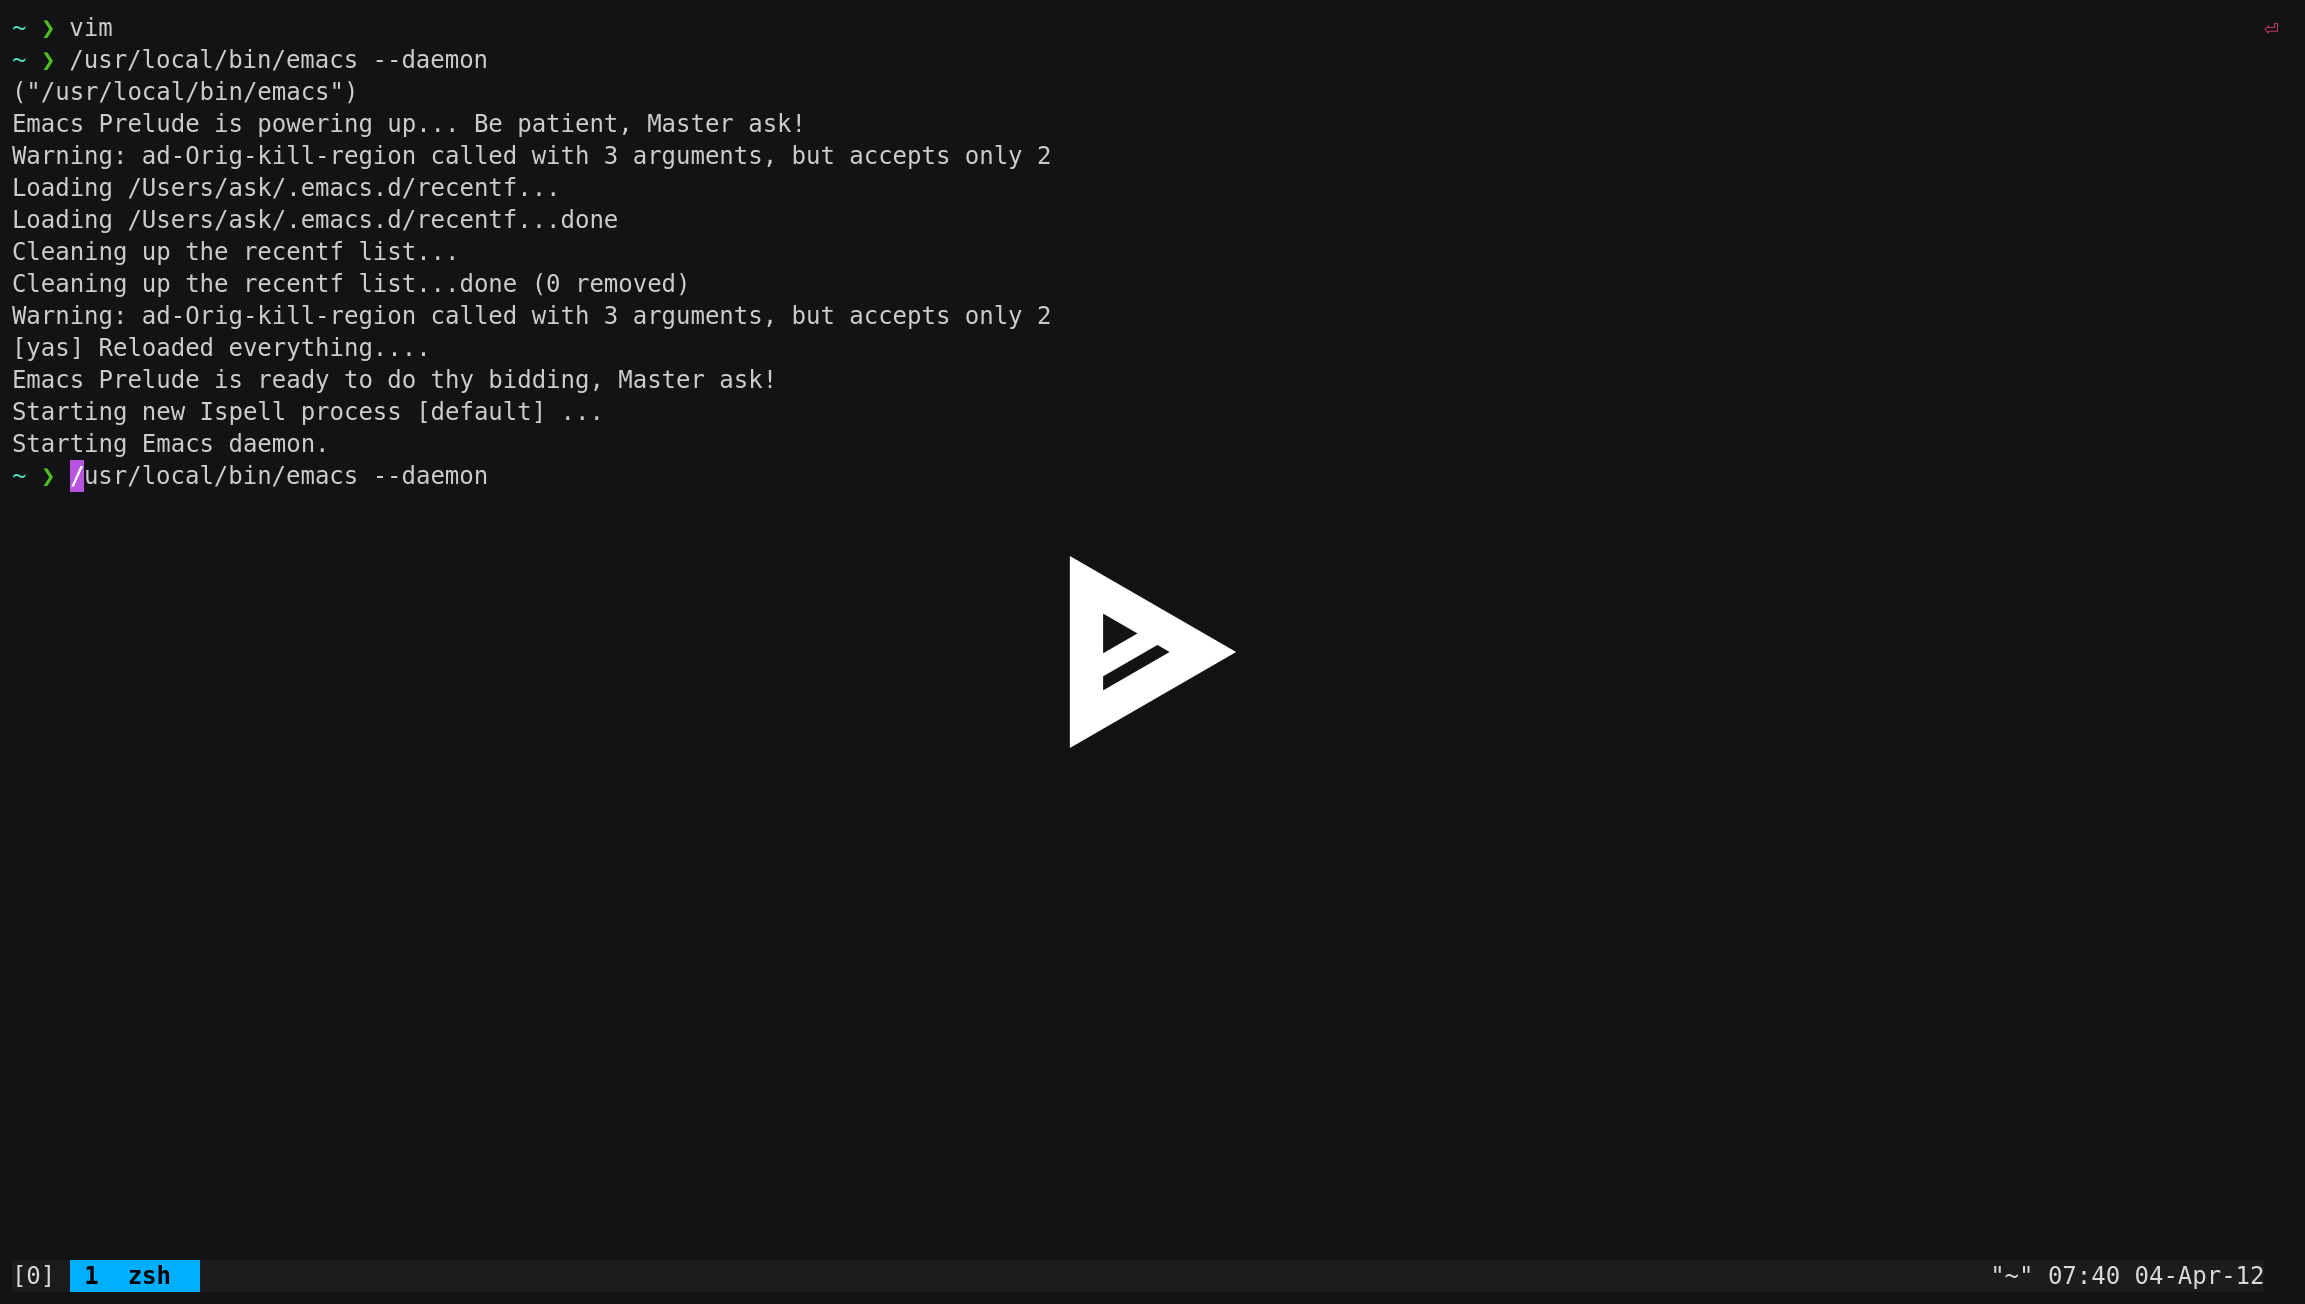 ~ ❯ vim ⏎
~ ❯ /usr/local/bin/emacs --daemon
("/usr/local/bin/emacs")
Emacs Prelude is powering up... Be patient, Master ask!
Warning: ad-Orig-kill-region called with 3 arguments, but accepts only 2
Loading /Users/ask/.emacs.d/recentf...
Loading /Users/ask/.emacs.d/recentf...done
Cleaning up the recentf list...
Cleaning up the recentf list...done (0 removed)
Warning: ad-Orig-kill-region called with 3 arguments, but accepts only 2
[yas] Reloaded everything....
Emacs Prelude is ready to do thy bidding, Master ask!
Starting new Ispell process [default] ...
Starting Emacs daemon.
~ ❯ /usr/local/bin/emacs --daemon
[0] 1 zsh "~" 07:40 04-Apr-12